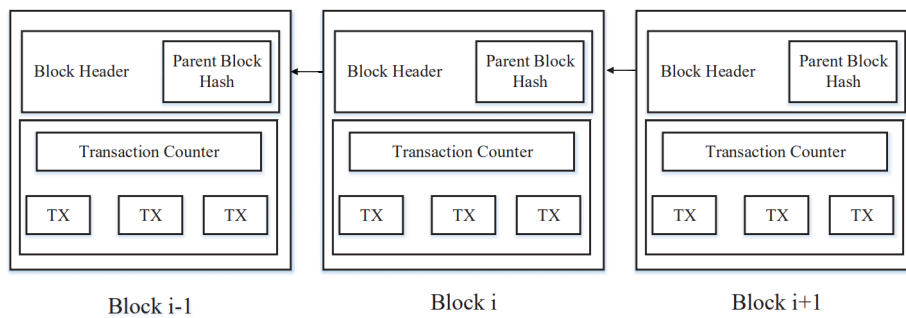 Block Header
Parent Block
Hash
Transaction Counter
TX
TX
TX
Block i-1
Block Header
Parent Block
Hash
Transaction Counter
TX
TX
TX
Block i
Block Header
Parent Block
Hash
Transaction Counter
TX
TX
TX
Block i+1